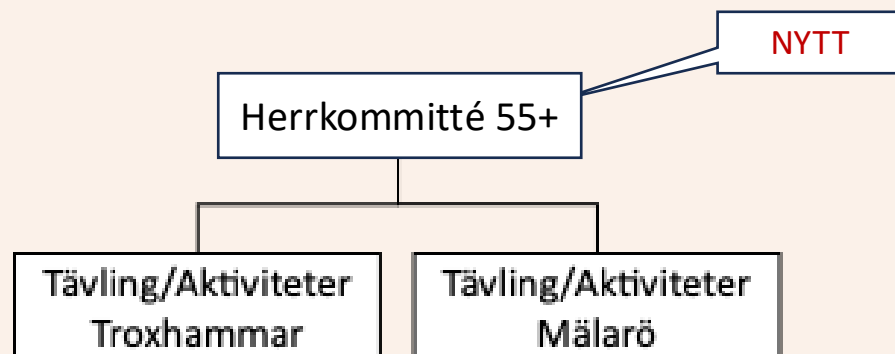 NYTT
Herrkommitté 55+
Tävling/Aktiviteter
Troxhammar
Tävling/Aktiviteter
Mälarö